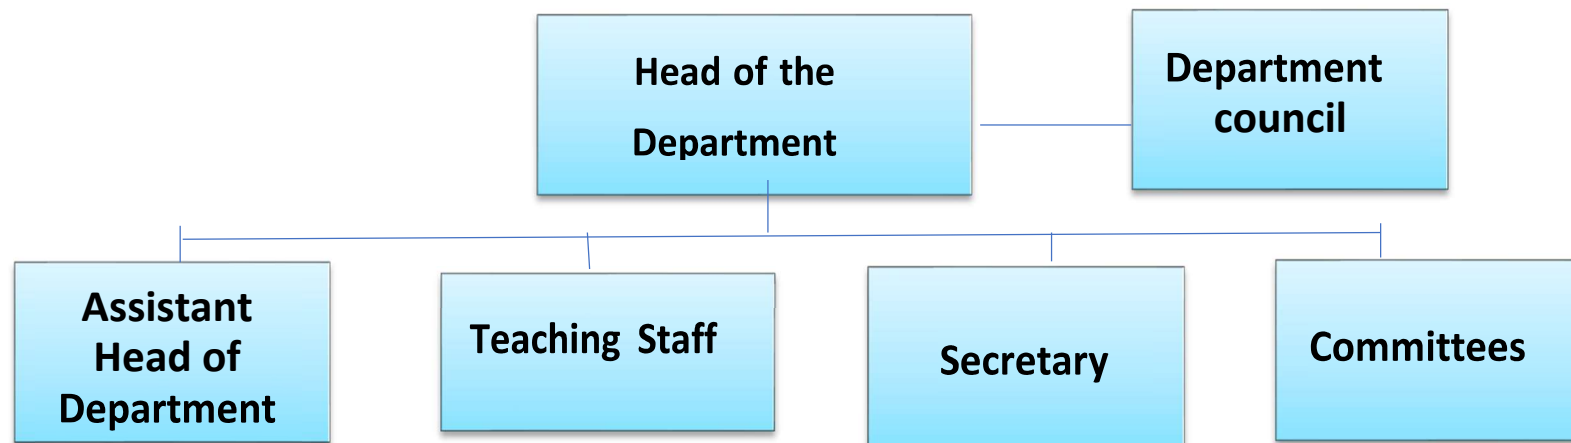 Head of the
Department
Department
council
Assistant
Head of
Department
Teaching Staff
Secretary
Committees